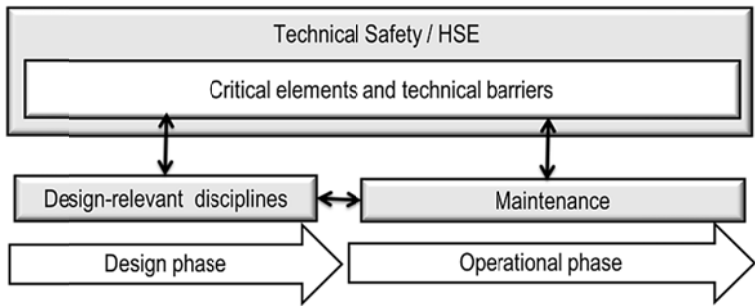 Technical Safety / HSE
Critical elements and technical barriers
Design-relevant disciplines
Maintenance
Design phase
Operational phase